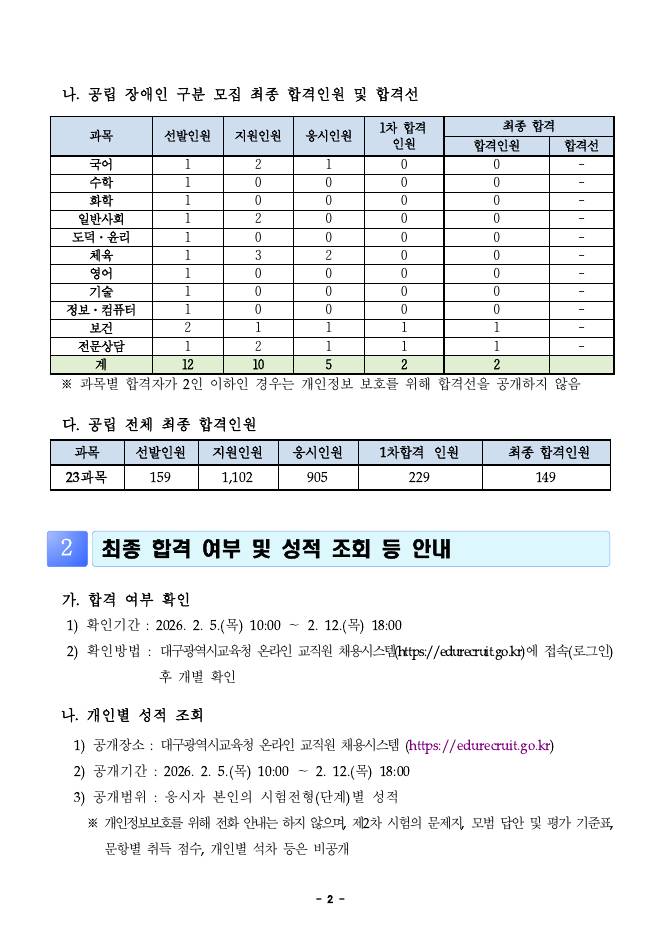 나. 공립 장애인 구분 모집 최종 합격인원 및 합격선
과목 선발인원 지원인원 응시인원 1차 합격 인원 최종 합격
합격인원 합격선
국어 1 2 1 0 0 -
수학 1 0 0 0 0 -
화학 1 0 0 0 0 -
일반사회 1 2 0 0 0 -
도덕·윤리 1 0 0 0 0 -
체육 1 3 2 0 0 -
영어 1 0 0 0 0 -
기술 1 0 0 0 0 -
정보·컴퓨터 1 0 0 0 0 -
보건 2 1 1 1 1 -
전문상담 1 2 1 1 1 -
계 12 10 5 2 2
※ 과목별 합격자가 2인 이하인 경우는 개인정보 보호를 위해 합격선을 공개하지 않음
다. 공립 전체 최종 합격인원
과목 선발인원 지원인원 응시인원 1차합격 인원 최종 합격인원
23과목 159 1,102 905 229 149
2 최종 합격 여부 및 성적 조회 등 안내
가. 합격 여부 확인
1) 확인기간 : 2026. 2. 5.(목) 10:00 ~ 2. 12.(목) 18:00
2) 확인방법 : 대구광역시교육청 온라인 교직원 채용시스템(https://edurecruit.go.kr)에 접속(로그인)
후 개별 확인
나. 개인별 성적 조회
1) 공개장소 : 대구광역시교육청 온라인 교직원 채용시스템 (https://edurecruit.go.kr)
2) 공개기간 : 2026. 2. 5.(목) 10:00 ~ 2. 12.(목) 18:00
3) 공개범위 : 응시자 본인의 시험전형(단계)별 성적
※ 개인정보보호를 위해 전화 안내는 하지 않으며, 제2차 시험의 문제지, 모범 답안 및 평가 기준표,
문항별 취득 점수, 개인별 석차 등은 비공개
- 2 -